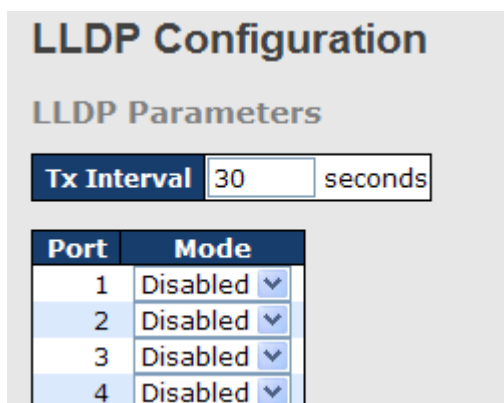 LLDP Configuration
LLDP Parameters
Tx Interval 30 seconds
Port Mode
1 Disabled
2 Disabled
3 Disabled
4 Disabled